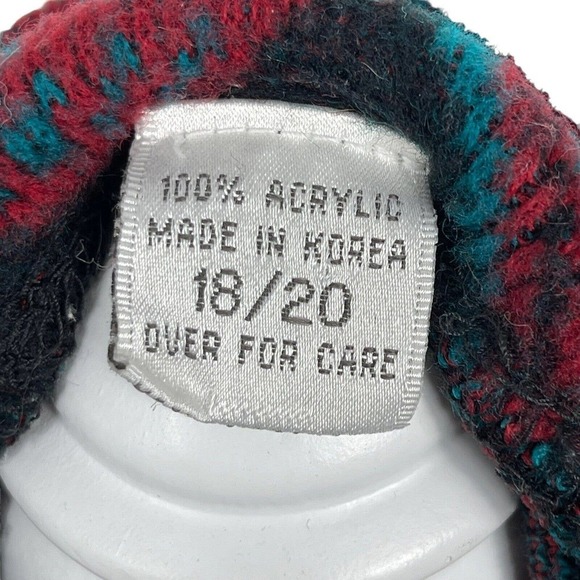 100% ACRYLIC
MADE IN KOREA
18/20
OVER FOR CARE